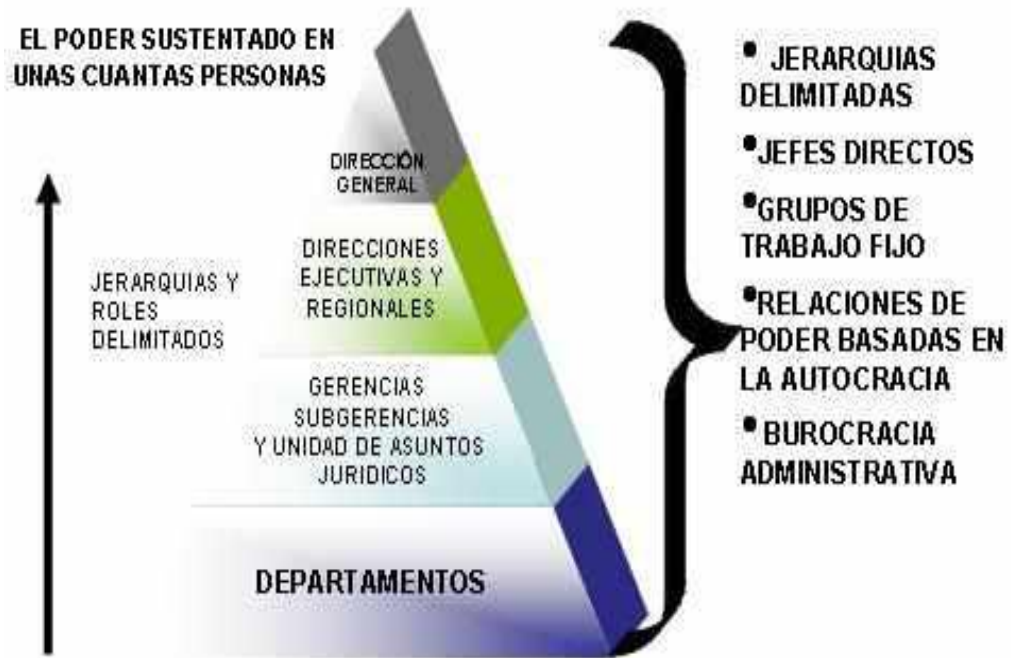 EL PODER SUSTENTADO EN
UNAS CUANTAS PERSONAS
DIRECCIÓN
GENERAL
DIRECCIONES
EJECUTIVAS Y
REGIONALES
JERARQUIAS Y
ROLES
DELIMITADOS
GERENCIAS
SUBGERENCIAS
Y UNIDAD DE ASUNTOS
JURIDICOS
DEPARTAMENTOS
• JERARQUIAS
DELIMITADAS
•JEFES DIRECTOS
•GRUPOS DE
TRABAJO FIJO
•RELACIONES DE
PODER BASADAS EN
LA AUTOCRACIA
• BUROCRACIA
ADMINISTRATIVA